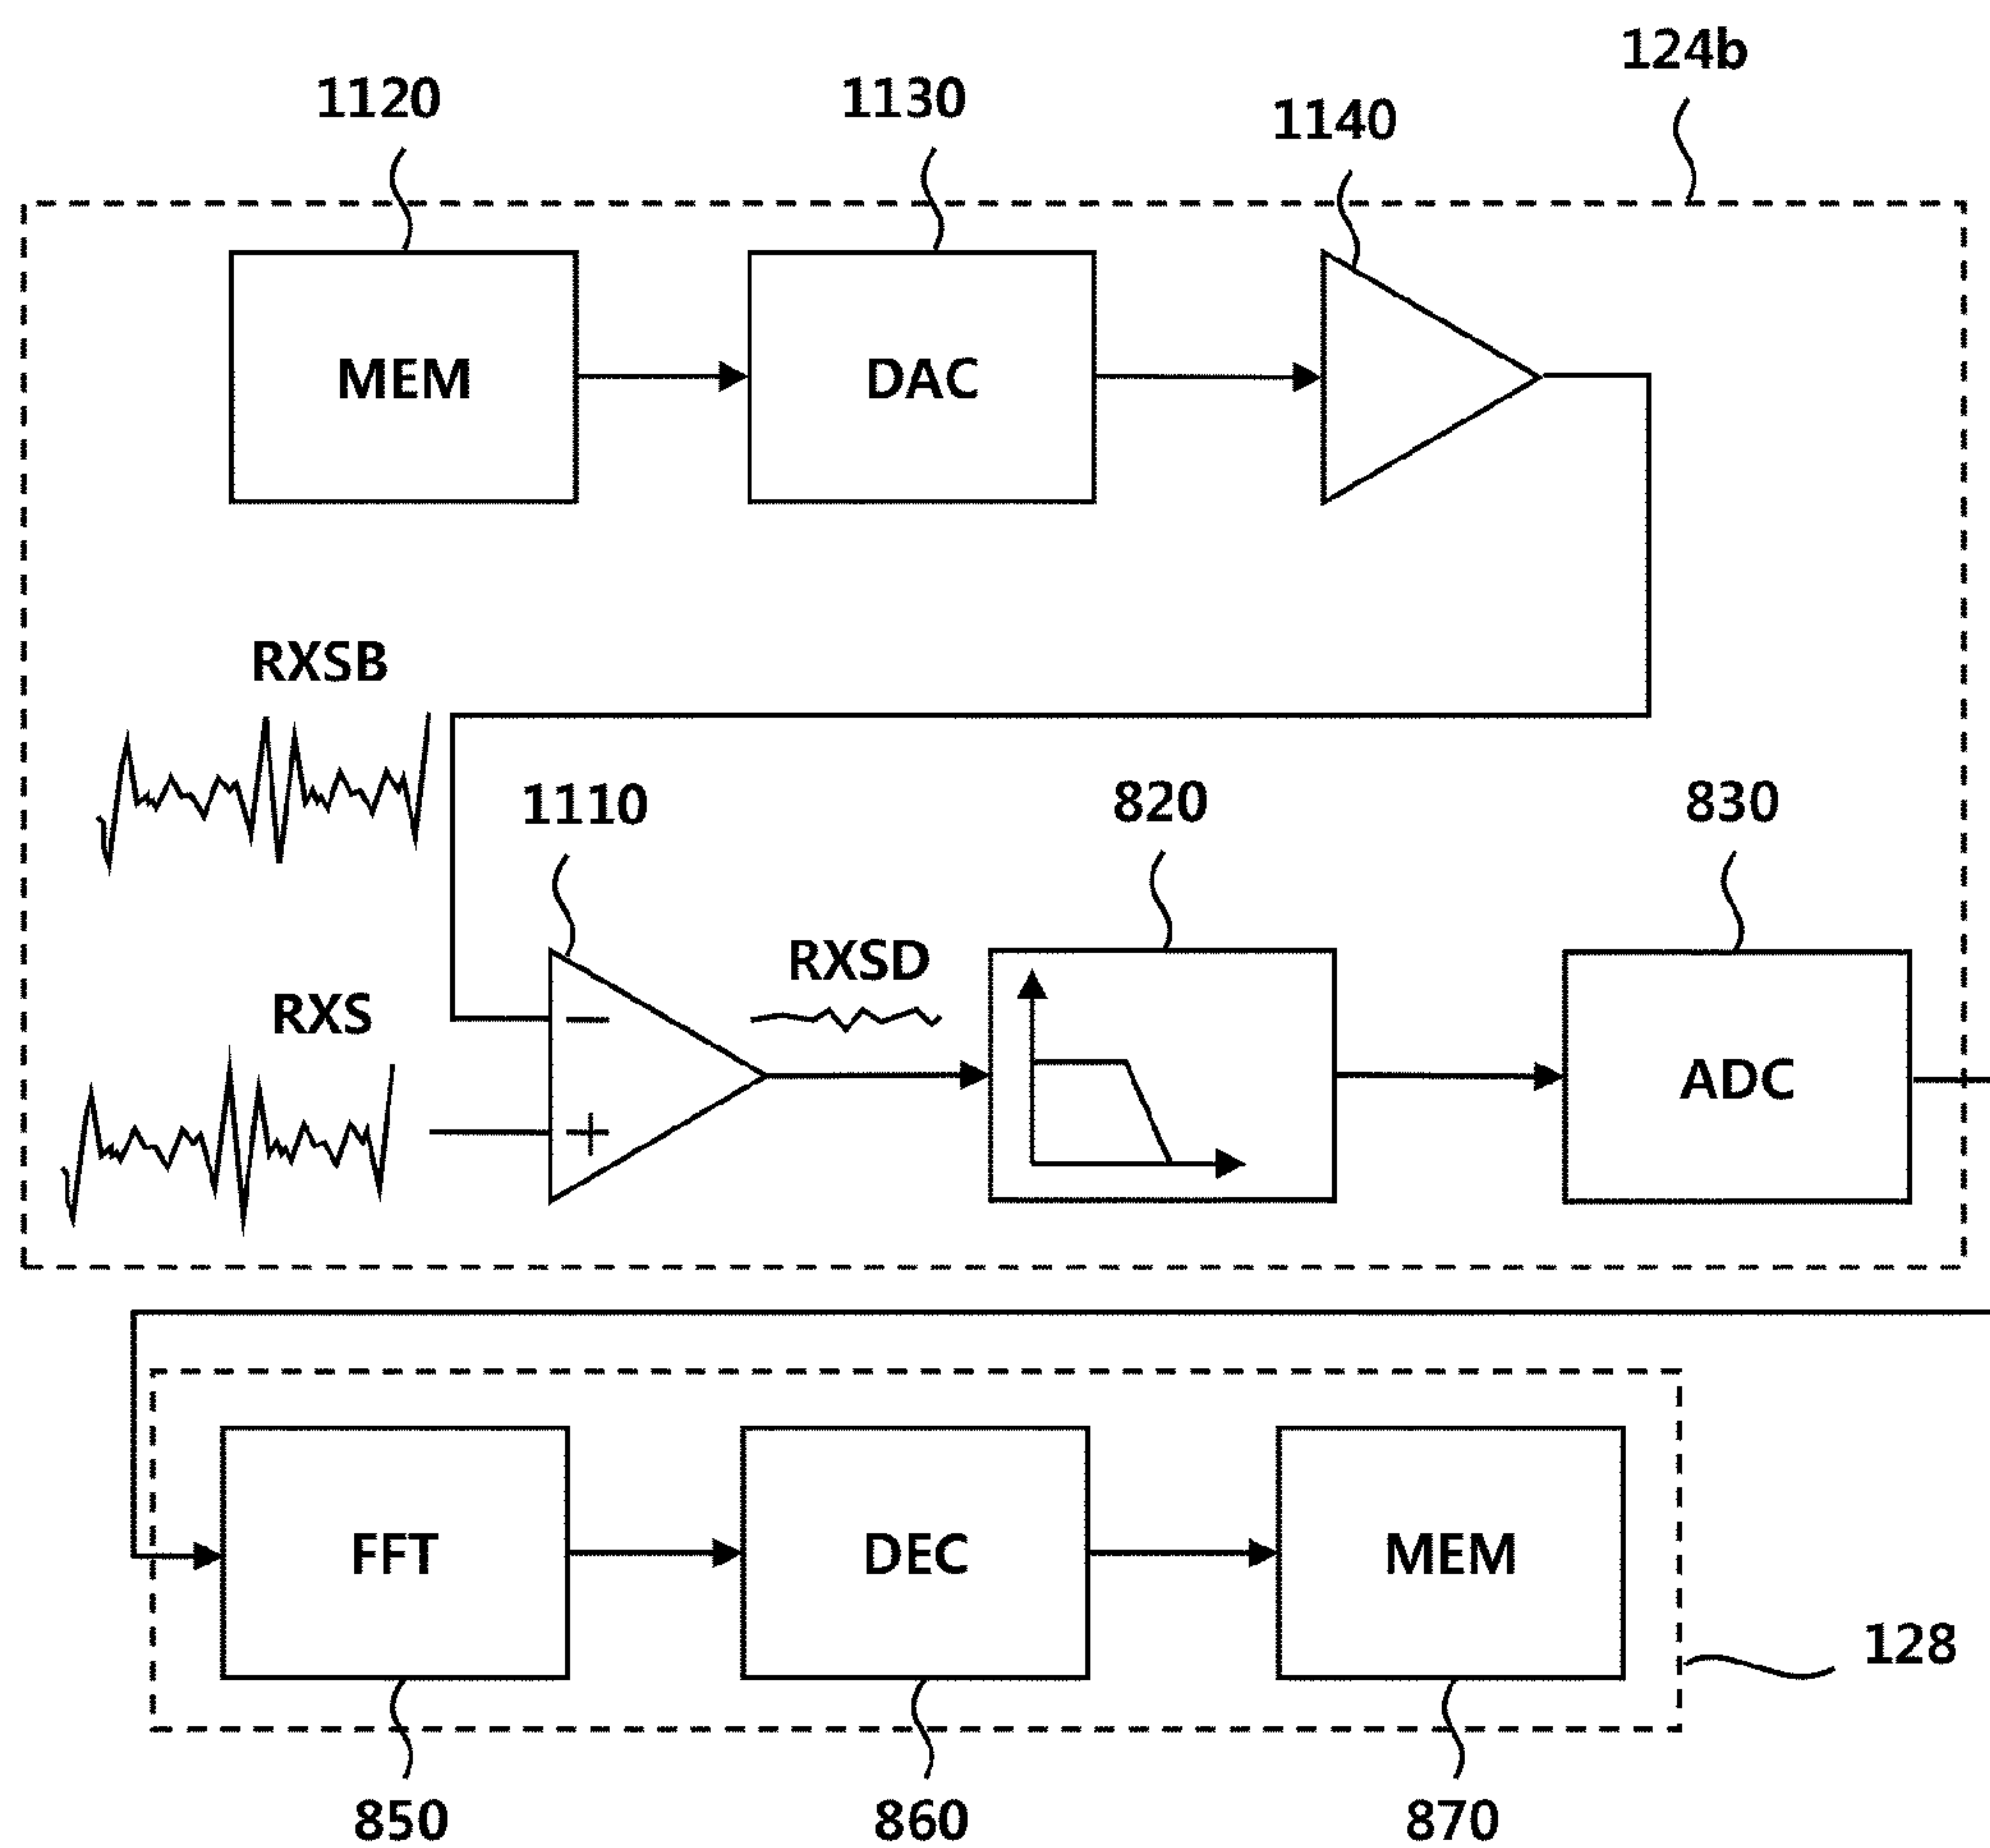 124b
1120
1130
1140
MEM
DAC
RXSB
1110
820
830
RXSD
RXS
−
+
ADC
FFT
DEC
MEM
128
850
860
870